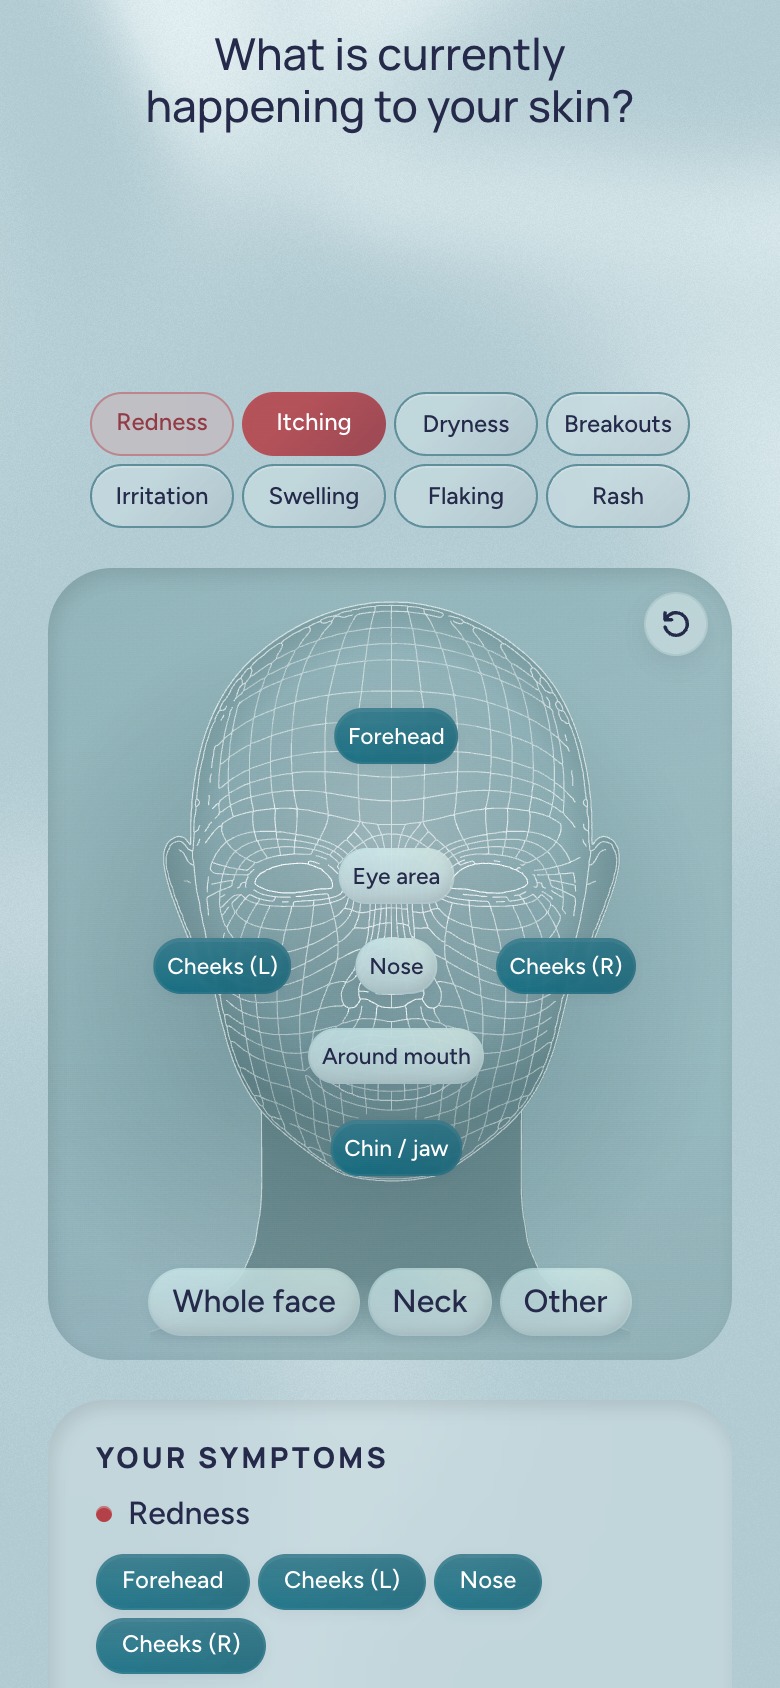 What is currently
happening to your skin?
Redness Itching Dryness Breakouts
Irritation Swelling Flaking Rash
Forehead
Eye area
Cheeks (L) Nose Cheeks (R)
Around mouth
Chin / jaw
Whole face Neck Other
YOUR SYMPTOMS
Redness
Forehead Cheeks (L) Nose
Cheeks (R)